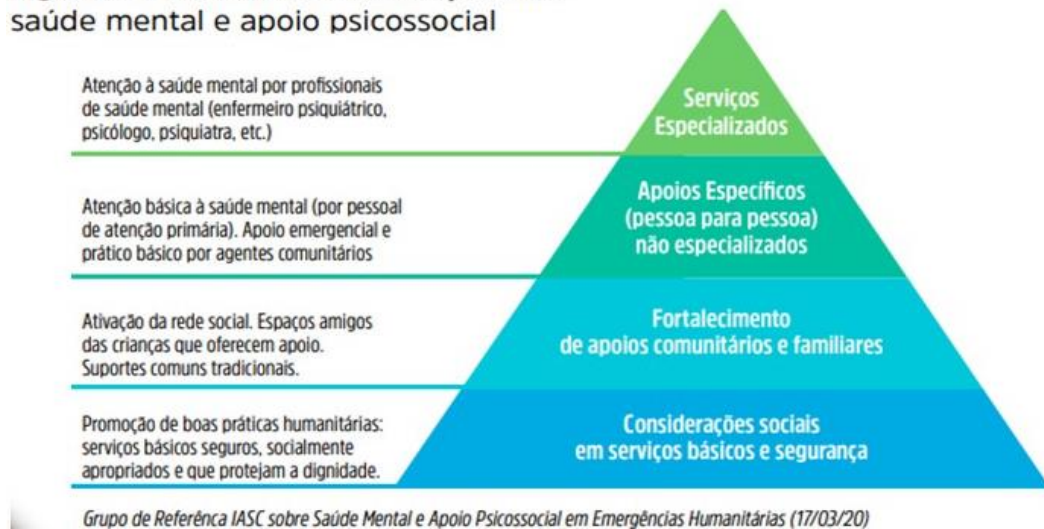 saúde mental e apoio psicossocial
Atenção à saúde mental por profissionais
de saúde mental (enfermeiro psiquiátrico,
psicólogo, psiquiatra, etc.)
Serviços
Especializados
Atenção básica à saúde mental (por pessoal
de atenção primária). Apoio emergencial e
prático básico por agentes comunitários
Apoios Específicos
(pessoa para pessoa)
não especializados
Ativação da rede social. Espaços amigos
das crianças que oferecem apoio.
Suportes comuns tradicionais.
Fortalecimento
de apoios comunitários e familiares
Promoção de boas práticas humanitárias:
serviços básicos seguros, socialmente
apropriados e que protejam a dignidade.
Considerações sociais
em serviços básicos e segurança
Grupo de Referênca IASC sobre Saúde Mental e Apoio Psicossocial em Emergências Humanitárias (17/03/20)